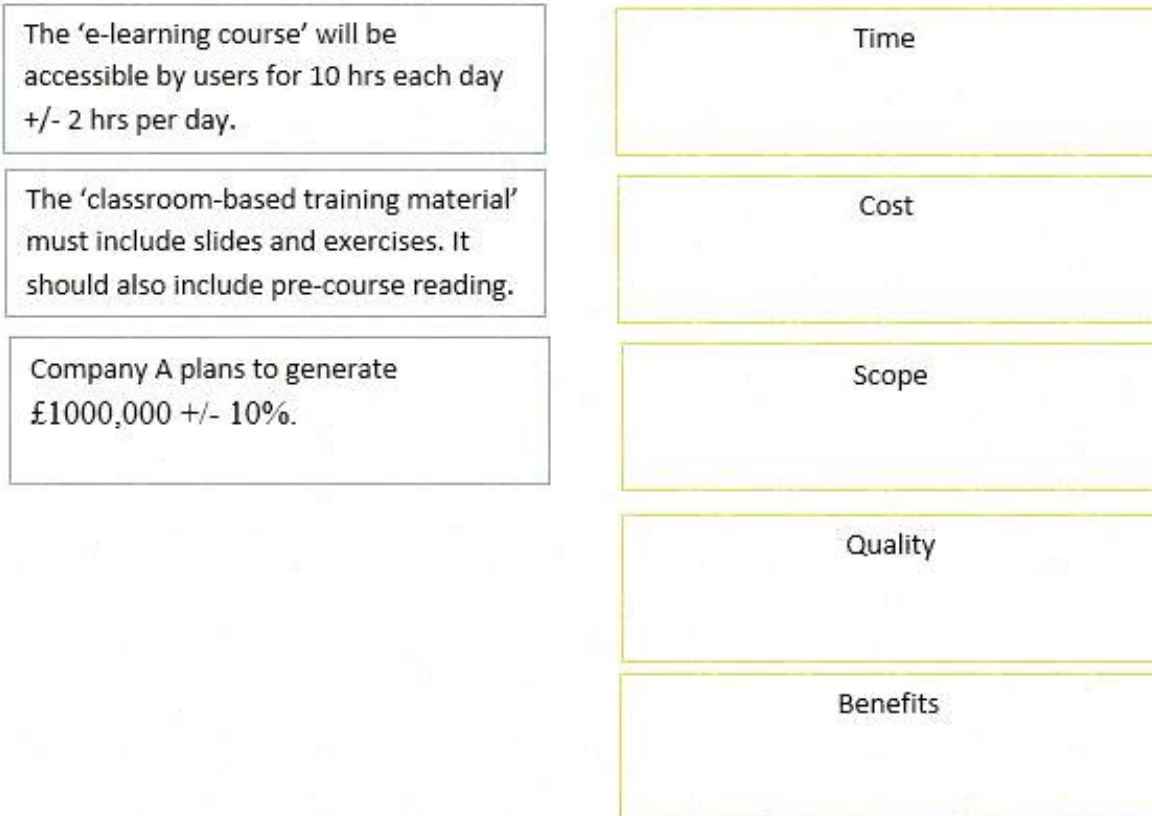 The ‘e-learning course’ will be
accessible by users for 10 hrs each day
+/- 2 hrs per day.
The ‘classroom-based training material’
must include slides and exercises. It
should also include pre-course reading.
Company A plans to generate
£1000,000 +/- 10%.
Time
Cost
Scope
Quality
Benefits